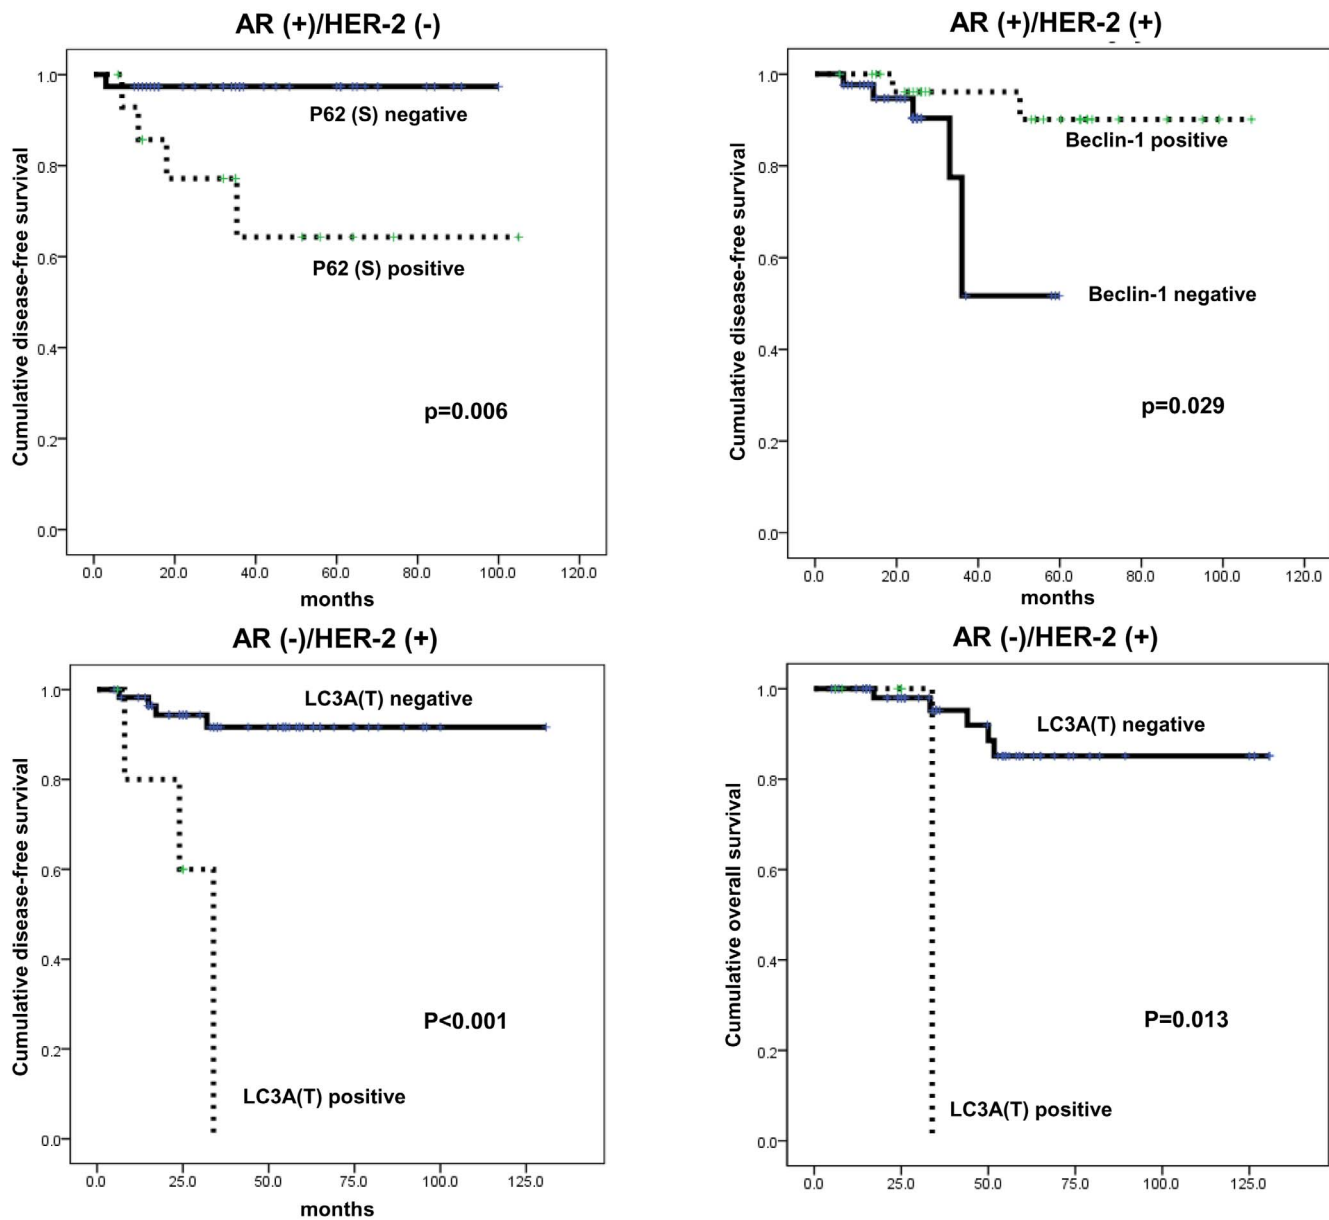 AR (+)/HER-2 (-)
Cumulative disease-free survival
1.0
0.8
0.6
0.4
0.2
0.0
P62 (S) negative
P62 (S) positive
p=0.006
0.0 20.0 40.0 60.0 80.0 100.0 120.0
months
AR (+)/HER-2 (+)
Cumulative disease-free survival
1.0
0.8
0.6
0.4
0.2
0.0
Beclin-1 positive
Beclin-1 negative
p=0.029
0.0 20.0 40.0 60.0 80.0 100.0 120.0
months
AR (-)/HER-2 (+)
Cumulative disease-free survival
1.0
0.8
0.6
0.4
0.2
0.0
LC3A(T) negative
P<0.001
LC3A(T) positive
0.0 25.0 50.0 75.0 100.0 125.0
months
AR (-)/HER-2 (+)
Cumulative overall survival
1.0
0.8
0.6
0.4
0.2
0.0
LC3A(T) negative
P=0.013
LC3A(T) positive
0.0 25.0 50.0 75.0 100.0 125.0